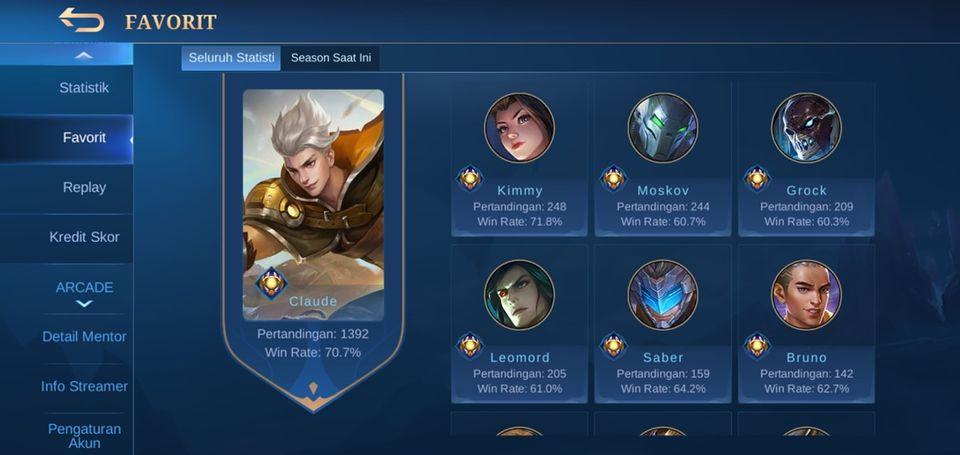 FAVORIT
Seluruh Statisti
Season Saat Ini
Statistik
Favorit
Replay
Kredit Skor
ARCADE
Detail Mentor
Info Streamer
Pengaturan
Akun
Claude
Pertandingan: 1392
Win Rate: 70.7%
Kimmy
Pertandingan: 248
Win Rate: 71.8%
Moskov
Pertandingan: 244
Win Rate: 60.7%
Grock
Pertandingan: 209
Win Rate: 60.3%
Leomord
Pertandingan: 205
Win Rate: 61.0%
Saber
Pertandingan: 159
Win Rate: 64.2%
Bruno
Pertandingan: 142
Win Rate: 62.7%